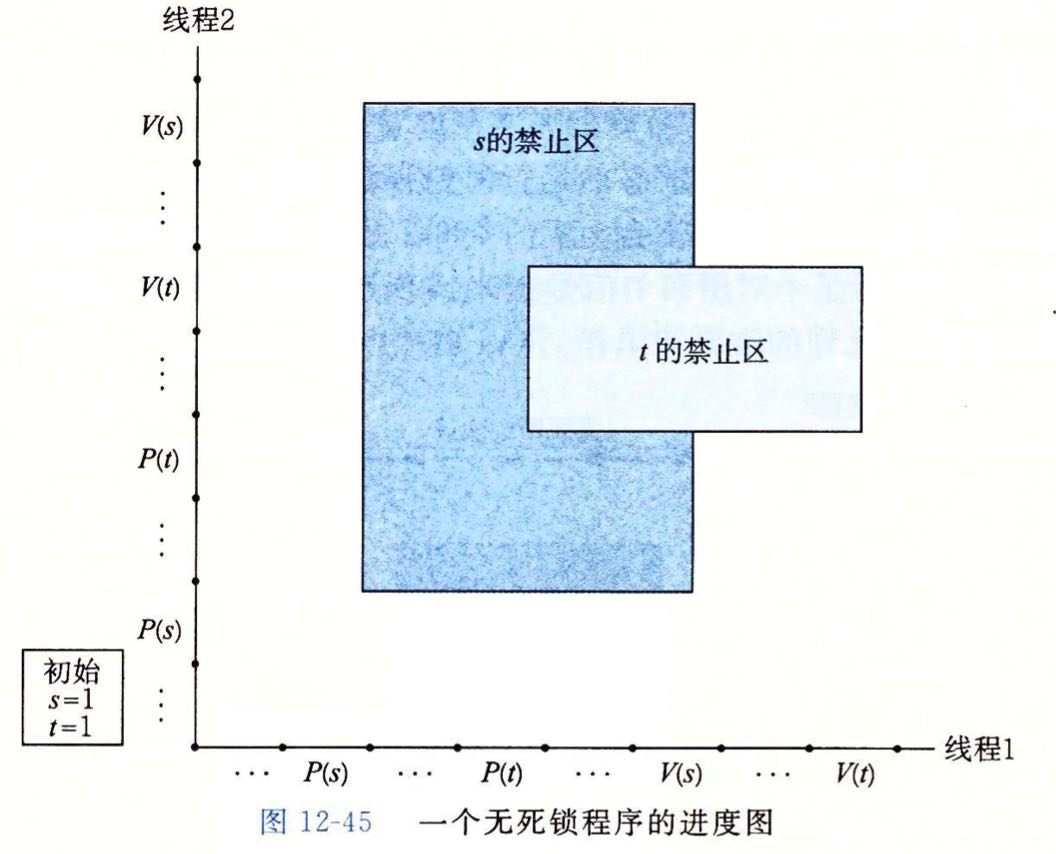 线程2
V(s)
⋮
s的禁止区
V(t)
⋮
t 的禁止区
P(t)
⋮
P(s)
⋮
初始
s=1
t=1
线程1
… P(s) … P(t) … V(s) … V(t)
图 12-45 一个无死锁程序的进度图